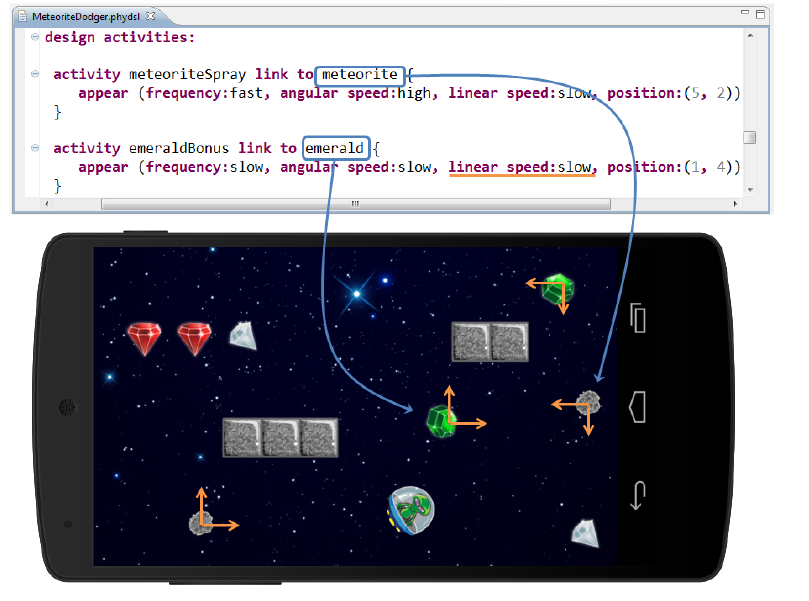 MeteoriteDodger.phydsl
design activities:
activity meteoriteSpray link to meteorite {
appear (frequency:fast, angular speed:high, linear speed:slow, position:(5, 2))
}
activity emeraldBonus link to emerald {
appear (frequency:slow, angular speed:slow, linear speed:slow, position:(1, 4))
}